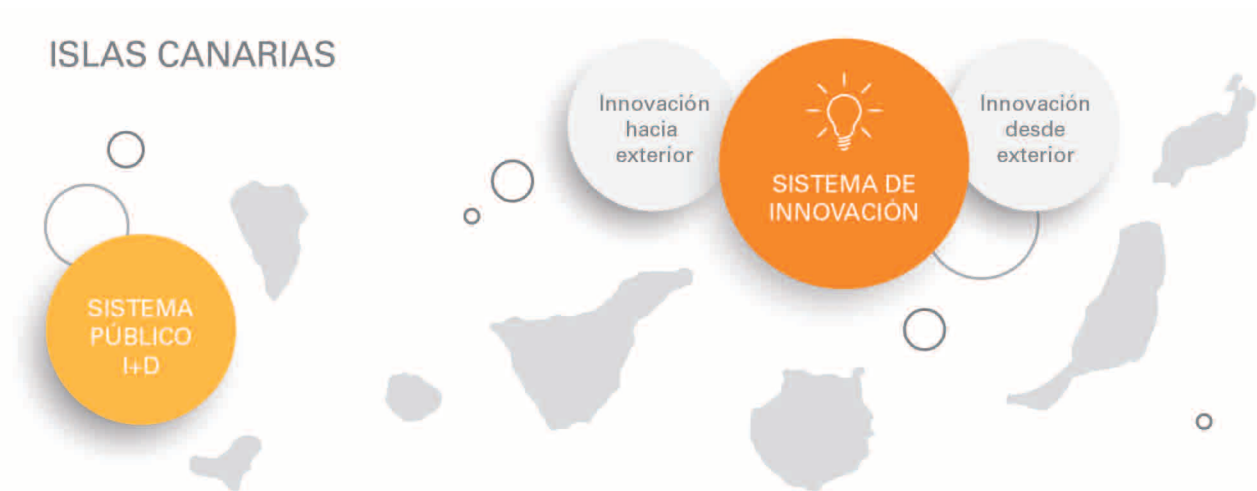 ISLAS CANARIAS
Innovación
hacia
exterior
SISTEMA DE
INNOVACIÓN
Innovación
desde
exterior
SISTEMA
PÚBLICO
I+D